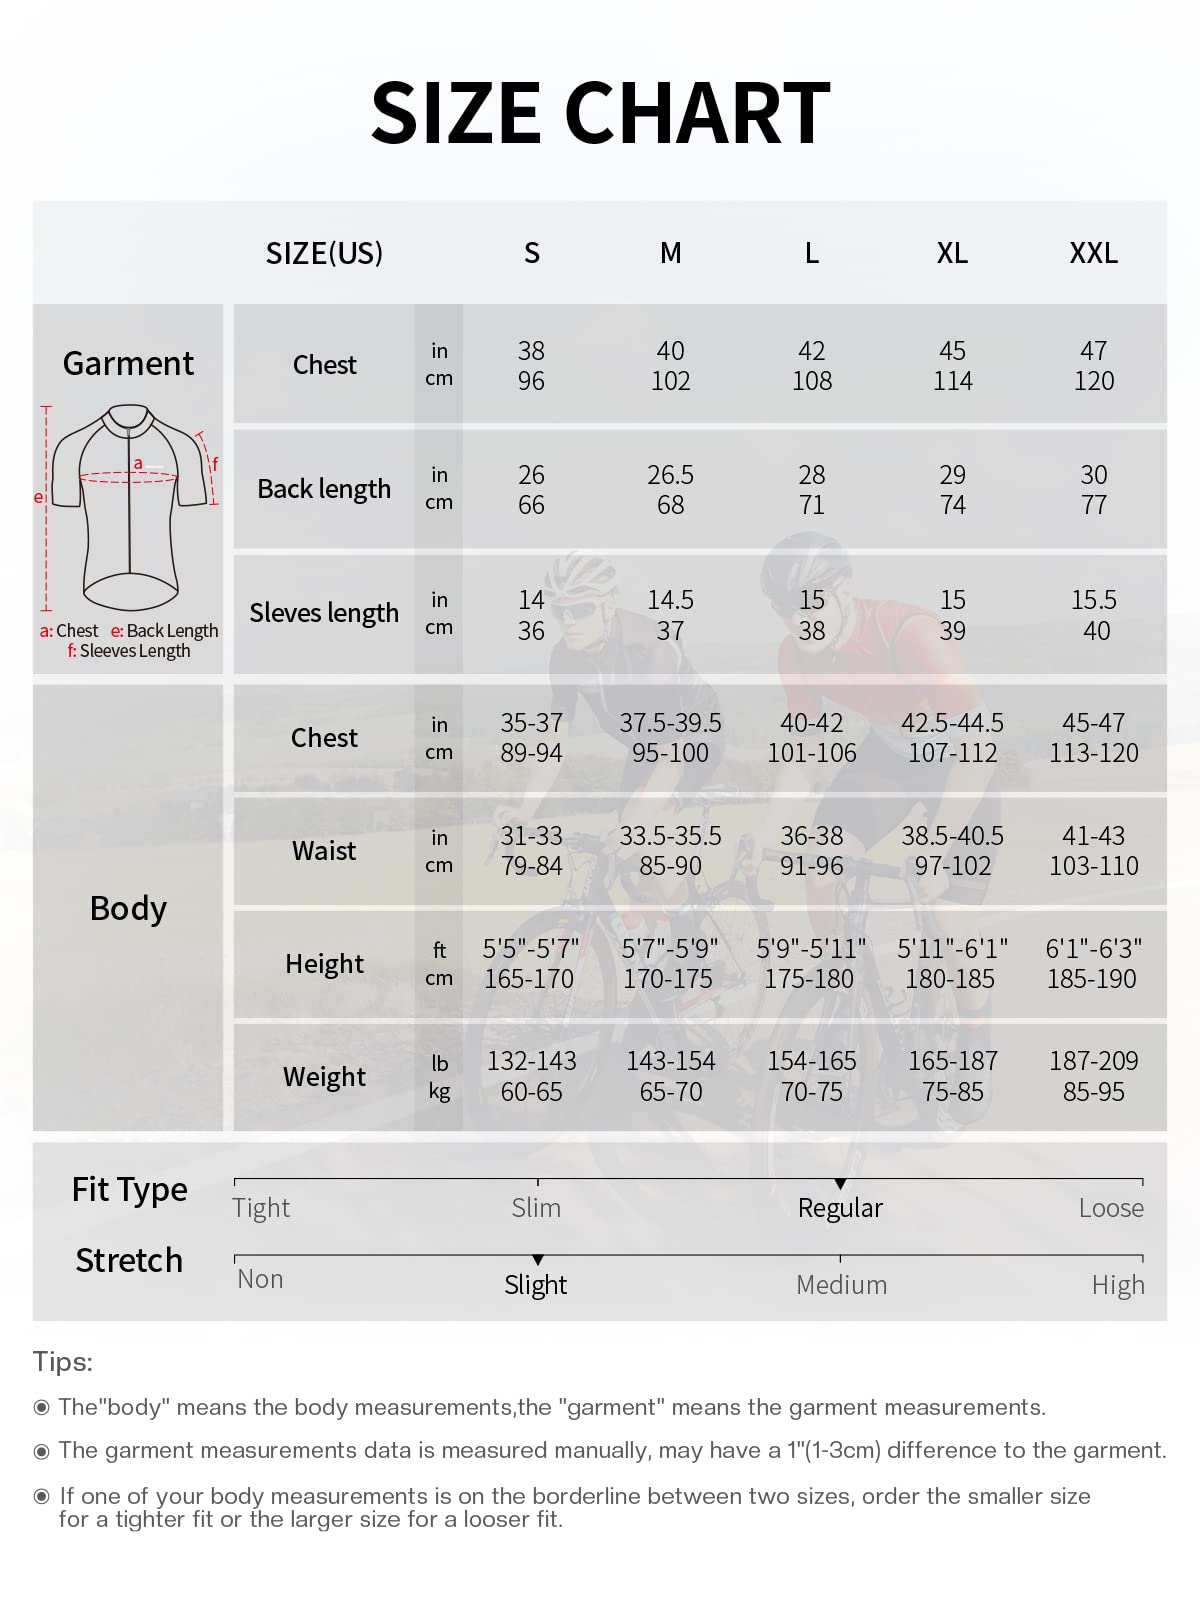 SIZE CHART
SIZE(US) S M L XL XXL
Garment
a
f
e
a: Chest e: Back Length
f: Sleeves Length
Chest in 38 40 42 45 47
cm 96 102 108 114 120
Back length in 26 26.5 28 29 30
cm 66 68 71 74 77
Sleves length in 14 14.5 15 15 15.5
cm 36 37 38 39 40
Body
Chest in 35-37 37.5-39.5 40-42 42.5-44.5 45-47
cm 89-94 95-100 101-106 107-112 113-120
Waist in 31-33 33.5-35.5 36-38 38.5-40.5 41-43
cm 79-84 85-90 91-96 97-102 103-110
Height ft 5'5"-5'7" 5'7"-5'9" 5'9"-5'11" 5'11"-6'1" 6'1"-6'3"
cm 165-170 170-175 175-180 180-185 185-190
Weight lb 132-143 143-154 154-165 165-187 187-209
kg 60-65 65-70 70-75 75-85 85-95
Fit Type
Tight Slim Regular Loose
Stretch
Non Slight Medium High
Tips:
◉ The"body" means the body measurements,the "garment" means the garment measurements.
◉ The garment measurements data is measured manually, may have a 1"(1-3cm) difference to the garment.
◉ If one of your body measurements is on the borderline between two sizes, order the smaller size
for a tighter fit or the larger size for a looser fit.